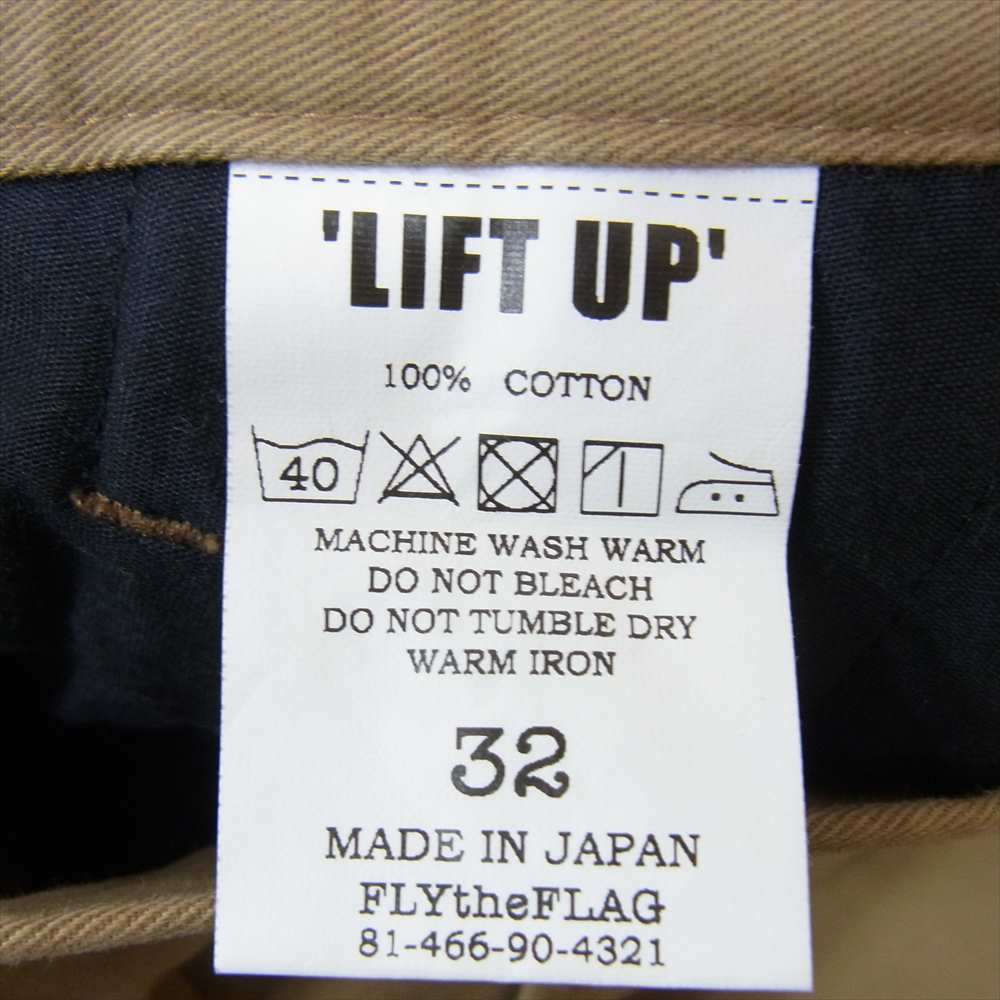 'LIFT UP'
100% COTTON
40
MACHINE WASH WARM
DO NOT BLEACH
DO NOT TUMBLE DRY
WARM IRON
32
MADE IN JAPAN
FLYtheFLAG
81-466-90-4321